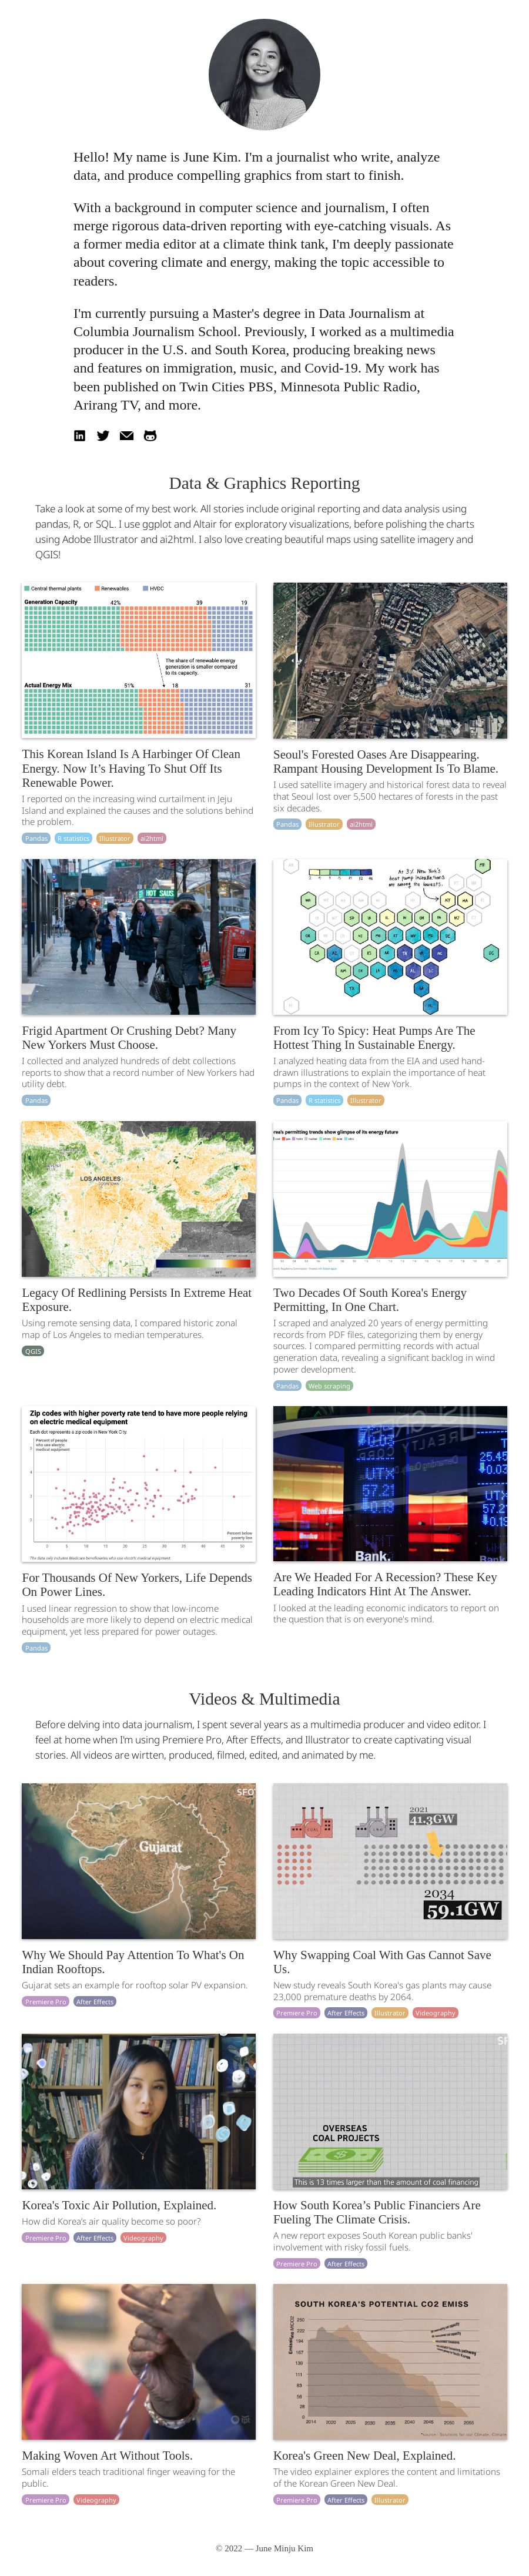 Hello! My name is June Kim. I'm a journalist who write, analyze
data, and produce compelling graphics from start to finish.
With a background in computer science and journalism, I often
merge rigorous data-driven reporting with eye-catching visuals. As
a former media editor at a climate think tank, I'm deeply passionate
about covering climate and energy, making the topic accessible to
readers.
I'm currently pursuing a Master's degree in Data Journalism at
Columbia Journalism School. Previously, I worked as a multimedia
producer in the U.S. and South Korea, producing breaking news
and features on immigration, music, and Covid-19. My work has
been published on Twin Cities PBS, Minnesota Public Radio,
Arirang TV, and more.
Data & Graphics Reporting
Take a look at some of my best work. All stories include original reporting and data analysis using
pandas, R, or SQL. I use ggplot and Altair for exploratory visualizations, before polishing the charts
using Adobe Illustrator and ai2html. I also love creating beautiful maps using satellite imagery and
QGIS!
Central thermal plants Renewables HVDC
Generation Capacity 42% 39 19
The share of renewable energy
generation is smaller compared
to its capacity.
Actual Energy Mix 51% 18 31
This Korean Island Is A Harbinger Of Clean
Energy. Now It's Having To Shut Off Its
Renewable Power.
I reported on the increasing wind curtailment in Jeju
Island and explained the causes and the solutions behind
the problem.
Pandas R statistics Illustrator ai2html
Seoul's Forested Oases Are Disappearing.
Rampant Housing Development Is To Blame.
I used satellite imagery and historical forest data to reveal
that Seoul lost over 5,500 hectares of forests in the past
six decades.
Pandas Illustrator ai2html
HOT SAUS
Frigid Apartment Or Crushing Debt? Many
New Yorkers Must Choose.
I collected and analyzed hundreds of debt collections
reports to show that a record number of New Yorkers had
utility debt.
Pandas
At 3% New York's
heat pump installations
are among the lowest.
NY MA
From Icy To Spicy: Heat Pumps Are The
Hottest Thing In Sustainable Energy.
I analyzed heating data from the EIA and used hand-
drawn illustrations to explain the importance of heat
pumps in the context of New York.
Pandas R statistics Illustrator
LOS ANGELES
Legacy Of Redlining Persists In Extreme Heat
Exposure.
Using remote sensing data, I compared historic zonal
map of Los Angeles to median temperatures.
QGIS
rea's permitting trends show glimpse of its energy future
Two Decades Of South Korea's Energy
Permitting, In One Chart.
I scraped and analyzed 20 years of energy permitting
records from PDF files, categorizing them by energy
sources. I compared permitting records with actual
generation data, revealing a significant backlog in wind
power development.
Pandas Web scraping
Zip codes with higher poverty rate tend to have more people relying
on electric medical equipment
Each dot represents a zip code in New York City.
Percent of people
who use electric
medical equipment
Percent below
poverty line
For Thousands Of New Yorkers, Life Depends
On Power Lines.
I used linear regression to show that low-income
households are more likely to depend on electric medical
equipment, yet less prepared for power outages.
Pandas
UTX
57.21
0.19
Bank.
Are We Headed For A Recession? These Key
Leading Indicators Hint At The Answer.
I looked at the leading economic indicators to report on
the question that is on everyone's mind.
Videos & Multimedia
Before delving into data journalism, I spent several years as a multimedia producer and video editor. I
feel at home when I'm using Premiere Pro, After Effects, and Illustrator to create captivating visual
stories. All videos are written, produced, filmed, edited, and animated by me.
Gujarat
Why We Should Pay Attention To What's On
Indian Rooftops.
Gujarat sets an example for rooftop solar PV expansion.
Premiere Pro After Effects
2021
41.3GW
2034
59.1GW
Why Swapping Coal With Gas Cannot Save
Us.
New study reveals South Korea's gas plants may cause
23,000 premature deaths by 2064.
Premiere Pro After Effects Illustrator Videography
Korea's Toxic Air Pollution, Explained.
How did Korea's air quality become so poor?
Premiere Pro After Effects Videography
OVERSEAS
COAL PROJECTS
This is 13 times larger than the amount of coal financing
How South Korea's Public Financiers Are
Fueling The Climate Crisis.
A new report exposes South Korean public banks'
involvement with risky fossil fuels.
Premiere Pro After Effects
Making Woven Art Without Tools.
Somali elders teach traditional finger weaving for the
public.
Premiere Pro Videography
SOUTH KOREA'S POTENTIAL CO2 EMISS
Korea's Green New Deal, Explained.
The video explainer explores the content and limitations
of the Korean Green New Deal.
Premiere Pro After Effects Illustrator
© 2022 — June Minju Kim